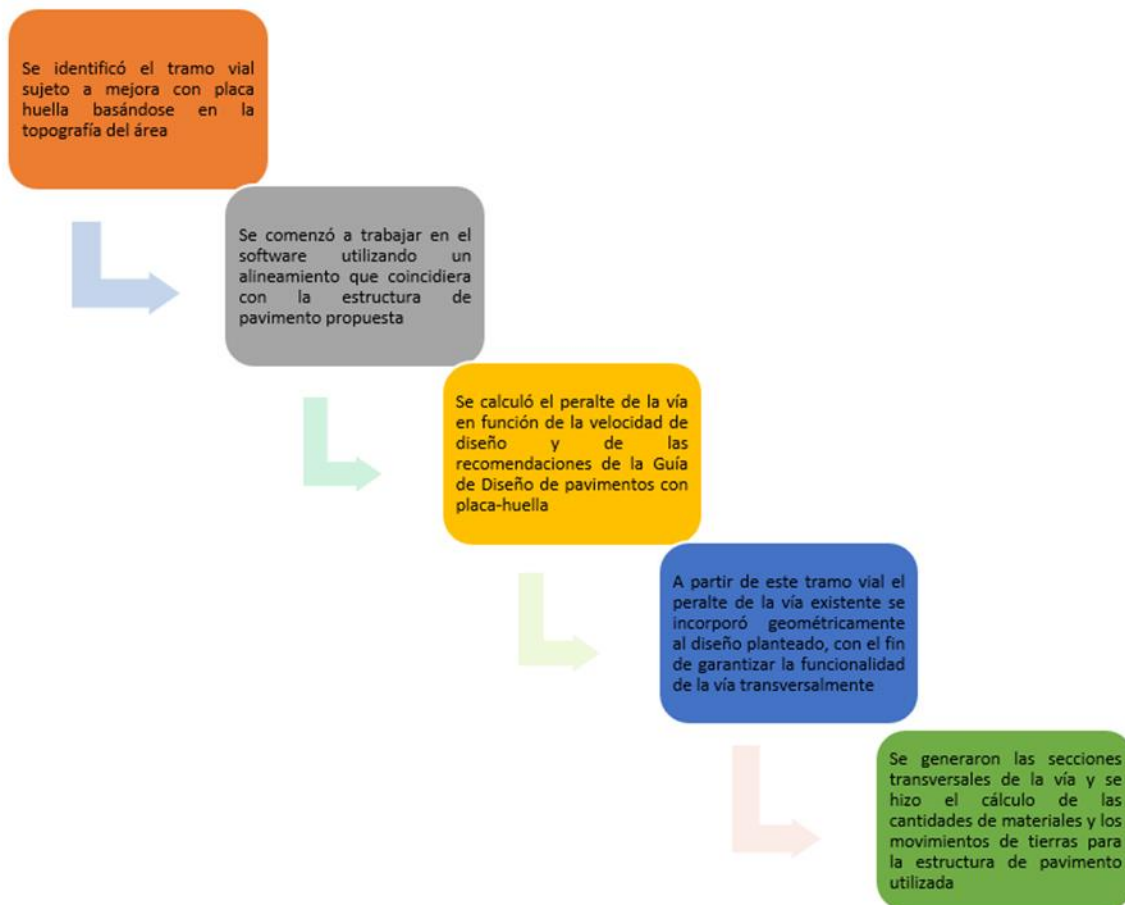 Se identificó el tramo vial
sujeto a mejora con placa
huella basándose en la
topografía del área
Se comenzó a trabajar en el
software utilizando un
alineamiento que coincidiera
con la estructura de
pavimento propuesta
Se calculó el peralte de la vía
en función de la velocidad de
diseño y de las
recomendaciones de la Guía
de Diseño de pavimentos con
placa-huella
A partir de este tramo vial el
peralte de la vía existente se
incorporó geométricamente
al diseño planteado, con el fin
de garantizar la funcionalidad
de la vía transversalmente
Se generaron las secciones
transversales de la vía y se
hizo el cálculo de las
cantidades de materiales y los
movimientos de tierras para
la estructura de pavimento
utilizada